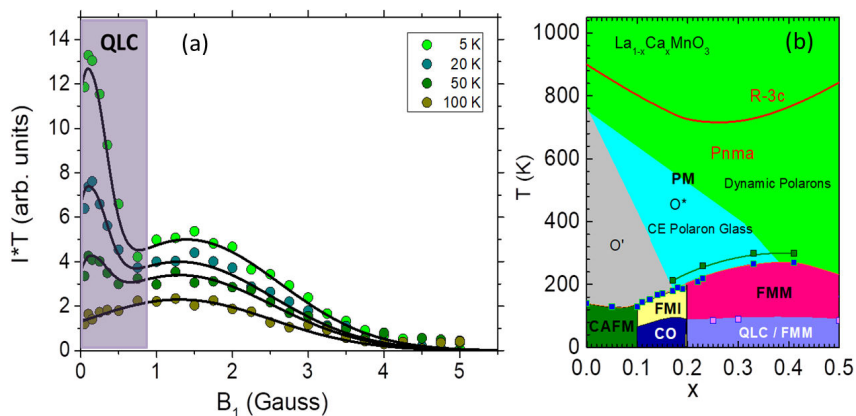 QLC
(a)
5 K
20 K
50 K
100 K
14
12
10
8
6
4
2
0
I*T (arb. units)
0
1
2
3
4
5
B₁ (Gauss)
(b)
La₁₋ₓCaₓMnO₃
R-3c
Pnma
PM
Dynamic Polarons
O*
CE Polaron Glass
O'
FMM
FMI
CAFM
CO
QLC / FMM
1000
800
600
400
200
0
T (K)
0.0
0.1
0.2
0.3
0.4
0.5
X